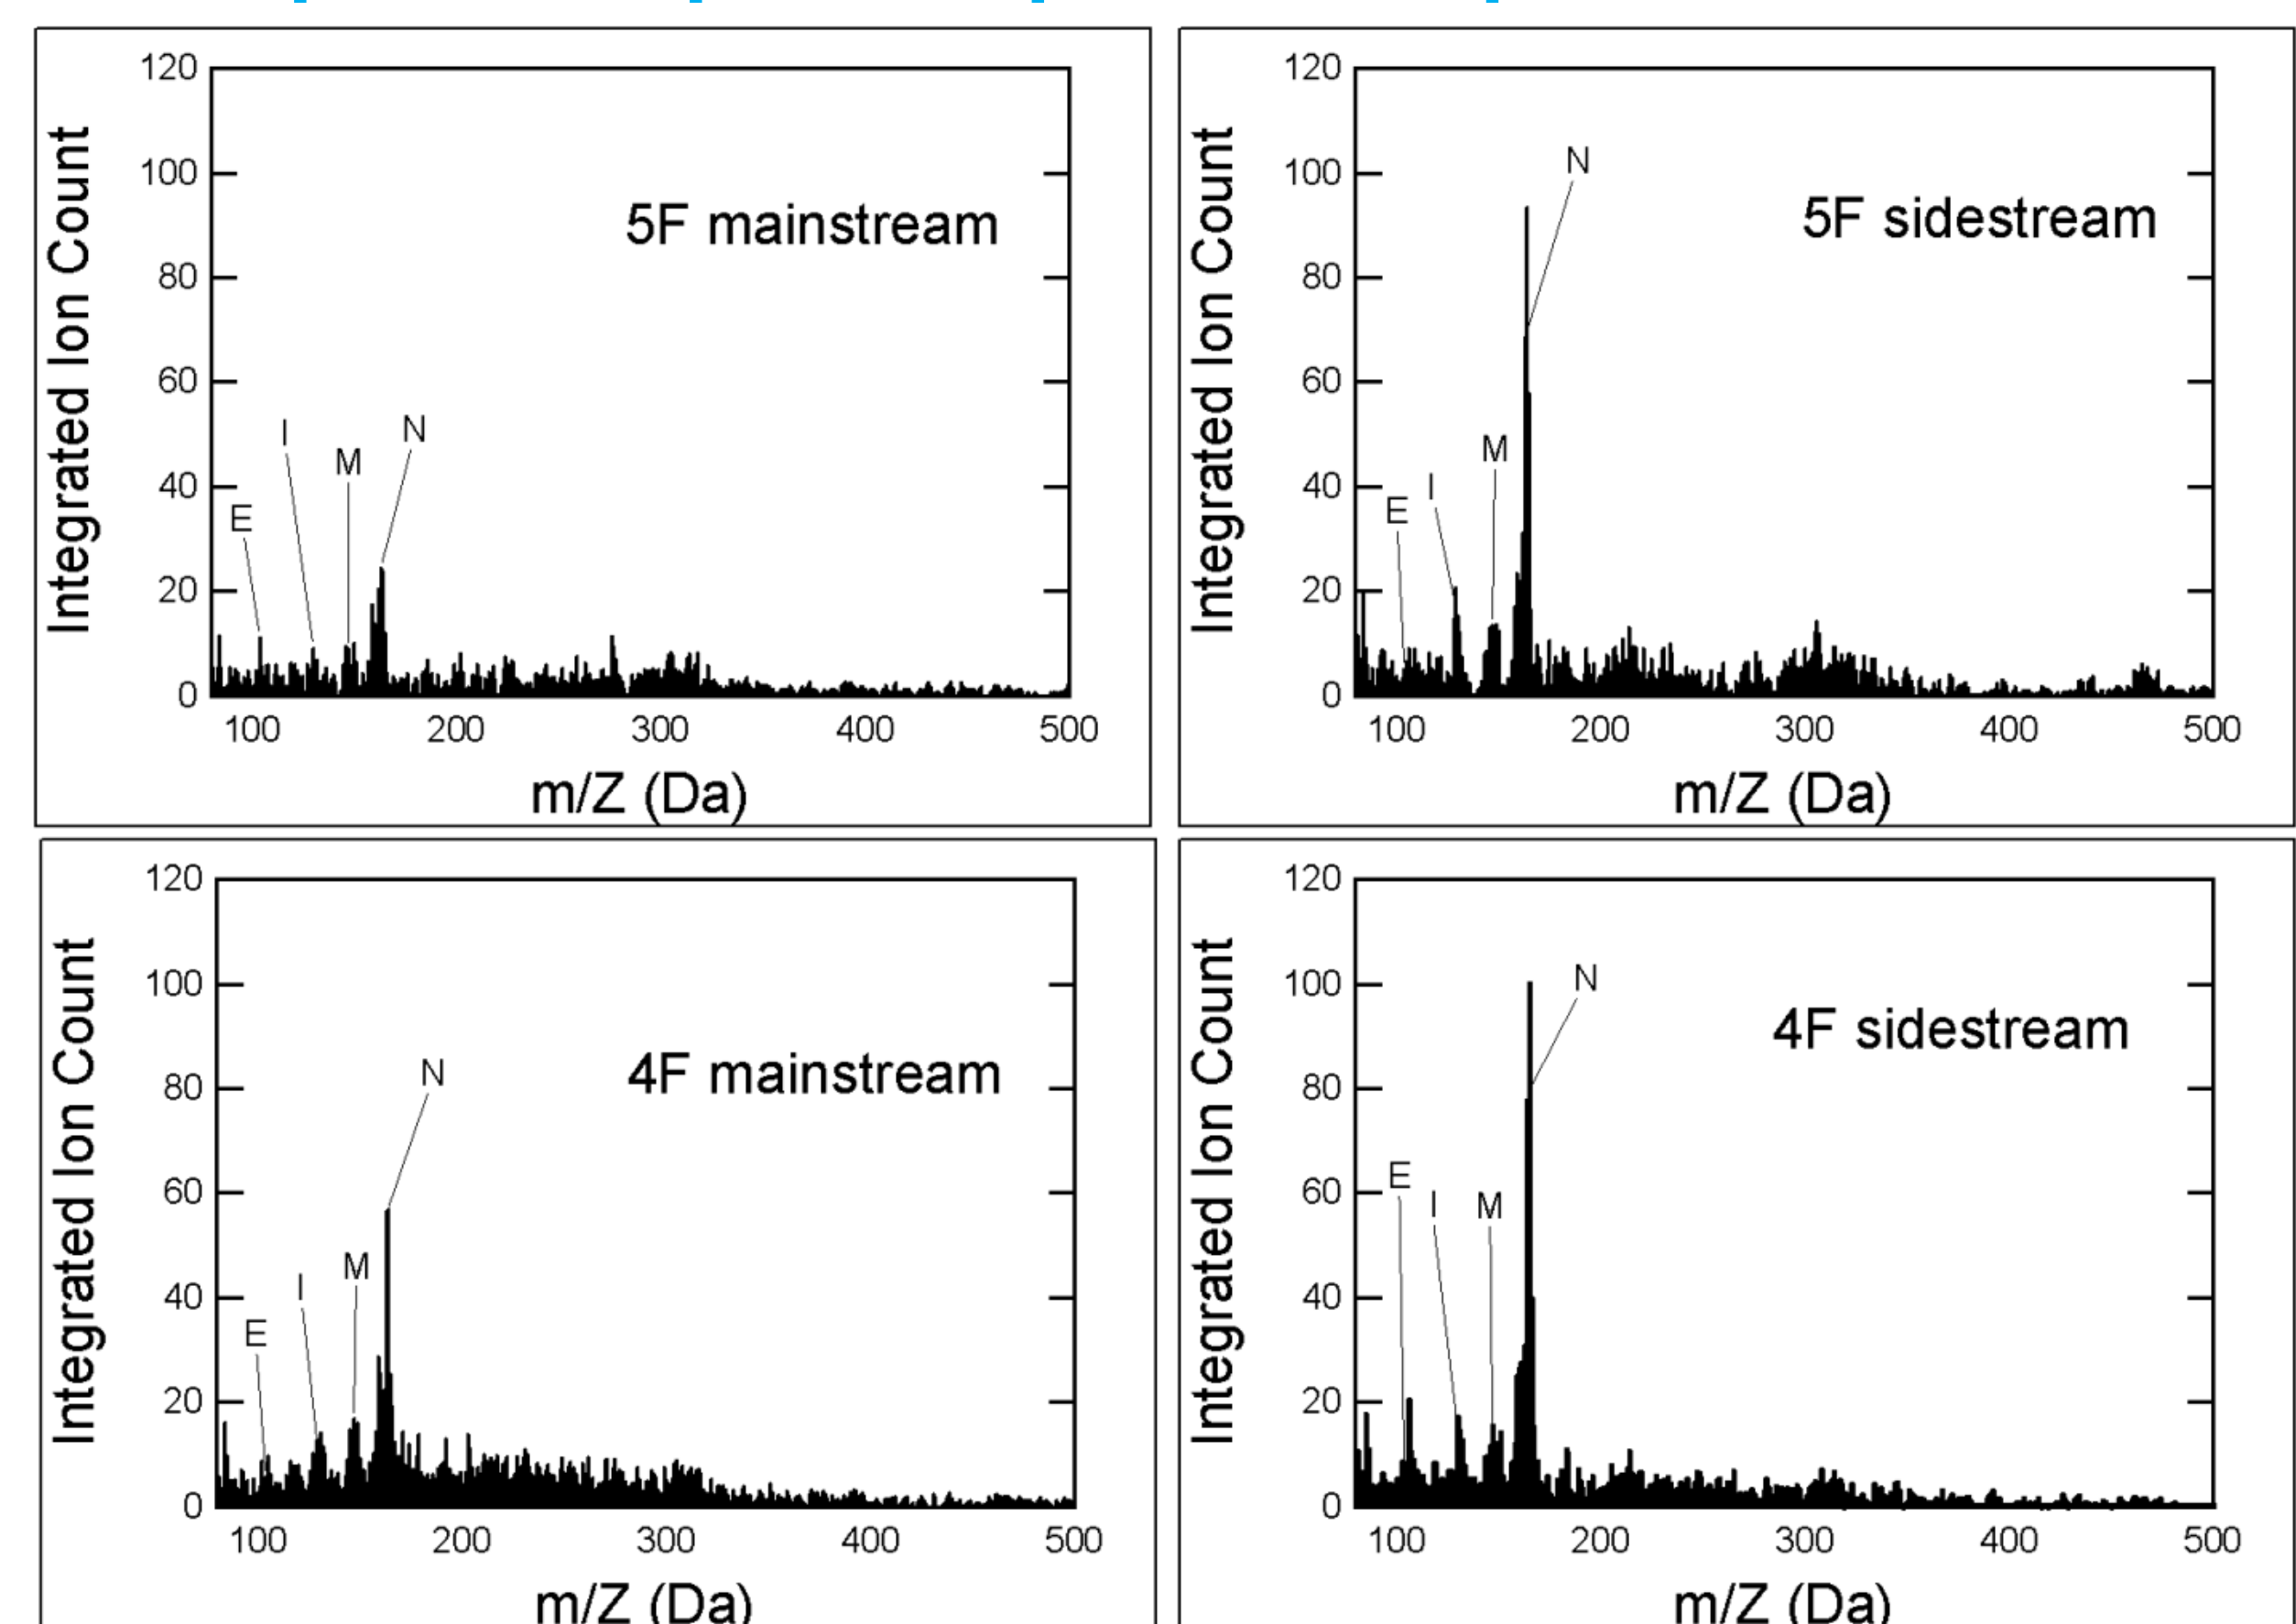 120
100
80
60
40
20
0
Integrated Ion Count
5F mainstream
E
I
M
N
100 200 300 400 500
m/Z (Da)
120
100
80
60
40
20
0
Integrated Ion Count
5F sidestream
E
I
M
N
100 200 300 400 500
m/Z (Da)
120
100
80
60
40
20
0
Integrated Ion Count
4F mainstream
E
I
M
N
100 200 300 400 500
m/Z (Da)
120
100
80
60
40
20
0
Integrated Ion Count
4F sidestream
E
I
M
N
100 200 300 400 500
m/Z (Da)